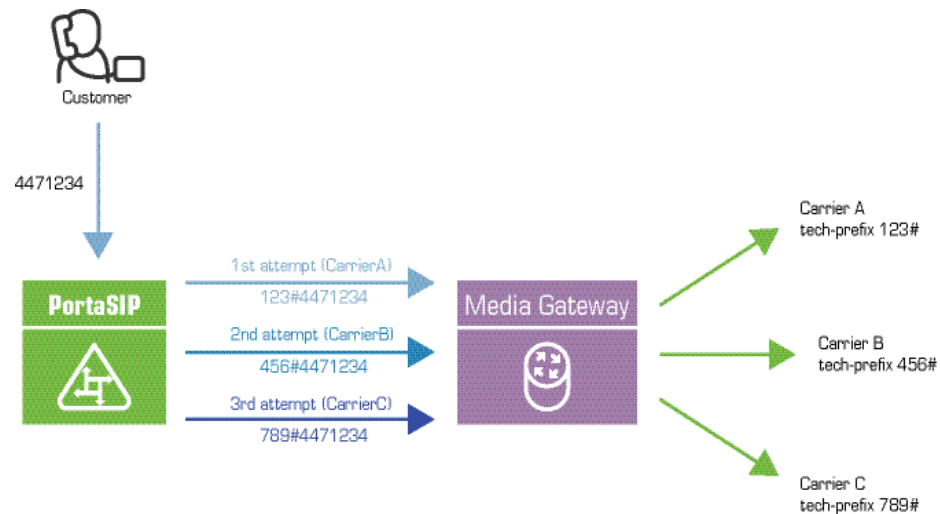 Customer
4471234
Carrier A
tech-prefix 123#
1st attempt (CarrierA)
123#4471234
PortaSIP
Media Gateway
2nd attempt (CarrierB)
456#4471234
Carrier B
tech-prefix 456#
3rd attempt (CarrierC)
789#4471234
Carrier C
tech-prefix 789#